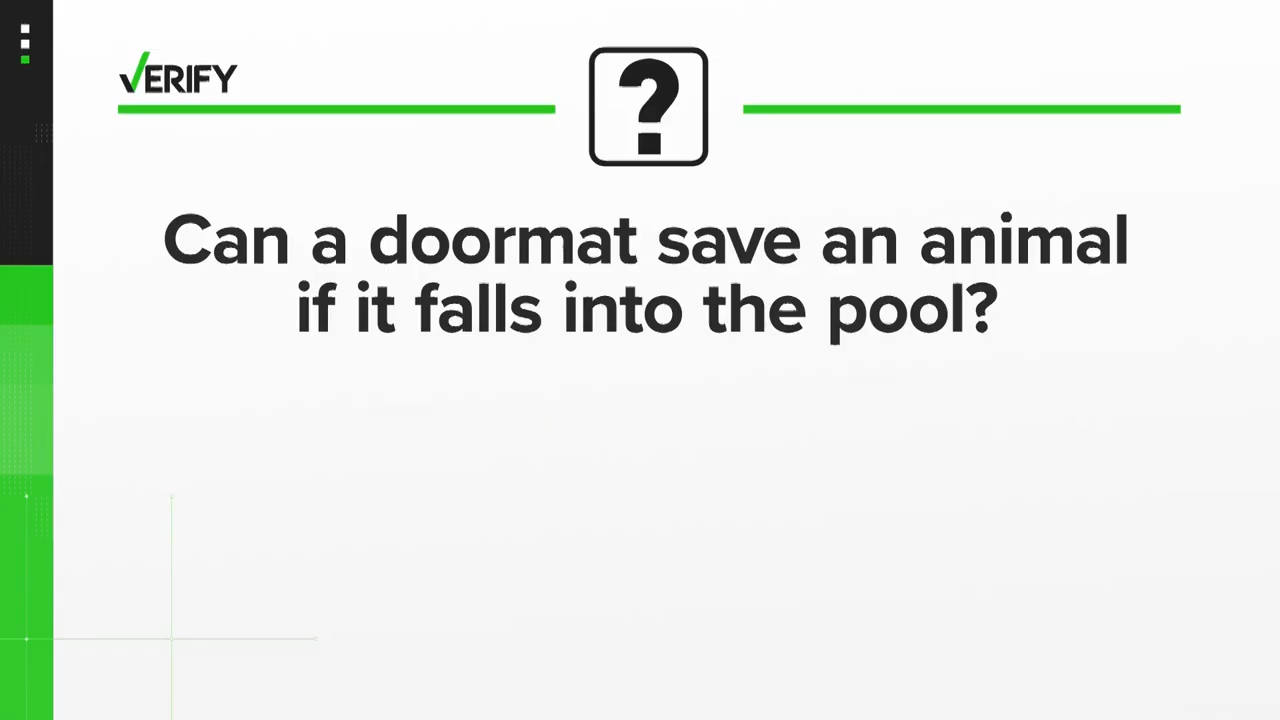 VERIFY
?
Can a doormat save an animal
if it falls into the pool?